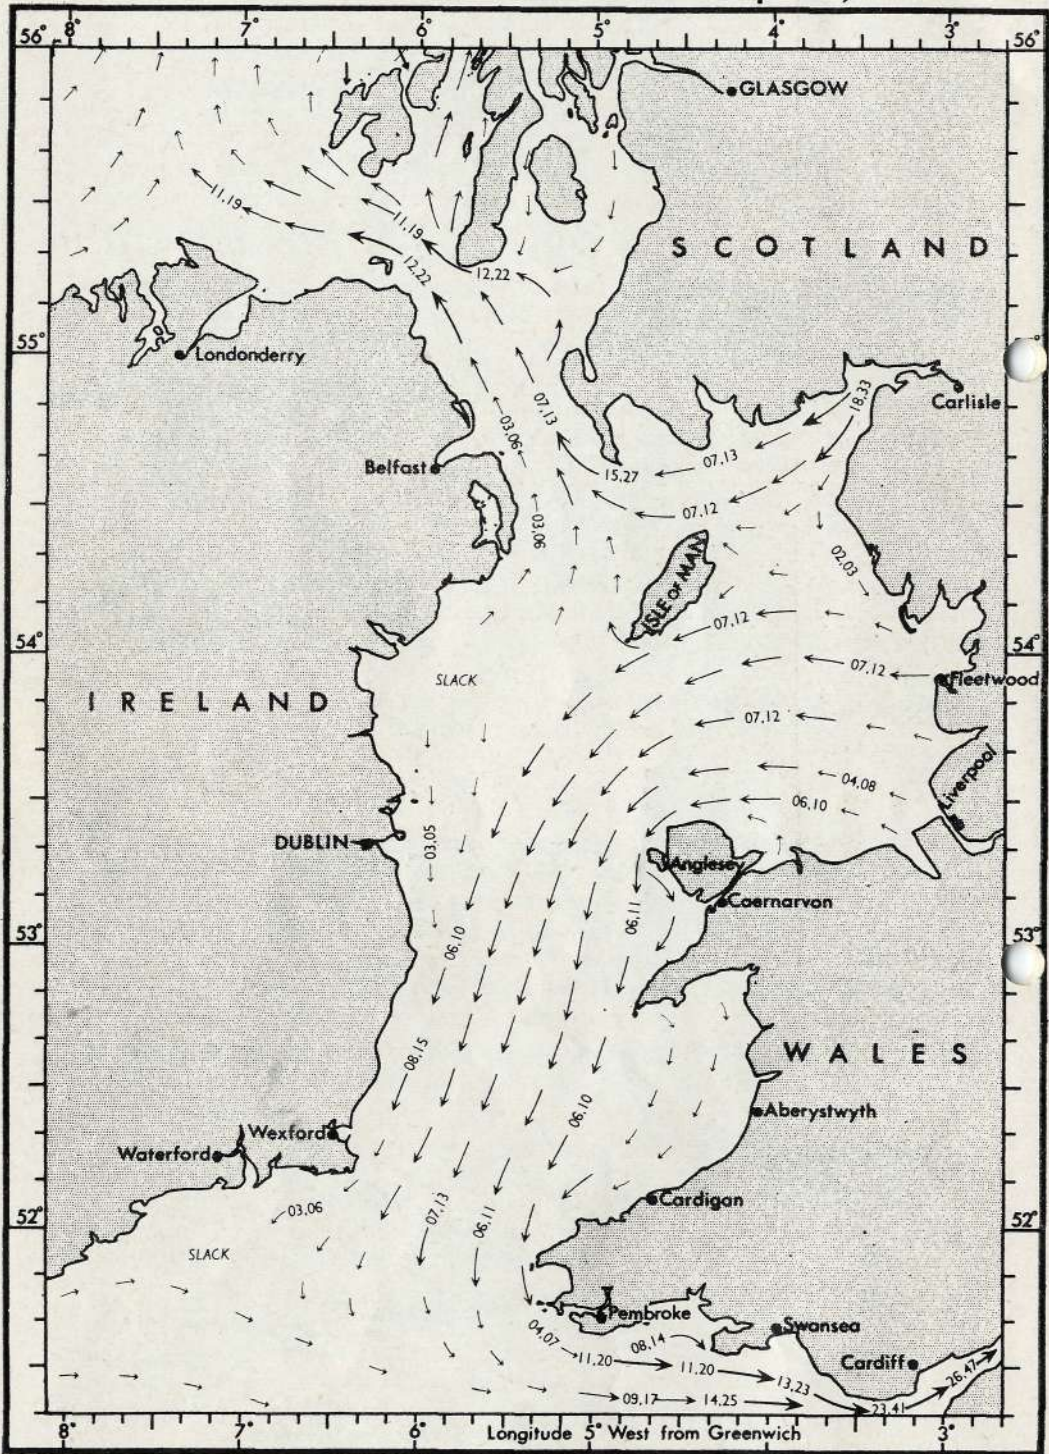 8° 7° 6° 5° 4° 3°
56° 56°
GLASGOW
11,19
11,19
SCOTLAND
12,22
12,22
55°
Londonderry
Carlisle
18,33
07,13
03,06
Belfast
07,13
15,27
07,12
03,06
02,03
ISLE of MAN
07,12
54° 54°
SLACK
07,12
Fleetwood
IRELAND
07,12
Liverpool
04,08
06,10
DUBLIN
03,05
Anglesey
Caernarvon
06,11
06,10
53° 53°
WALES
08,15
06,10
Aberystwyth
Wexford
Waterford
Cardigan
03,06
07,13
06,11
52° 52°
SLACK
Pembroke
Swansea
04,07
08,14
11,20
11,20
Cardiff
13,23
26,47
09,17
14,25
23,41
8° 7° 6° Longitude 5° West from Greenwich 3°